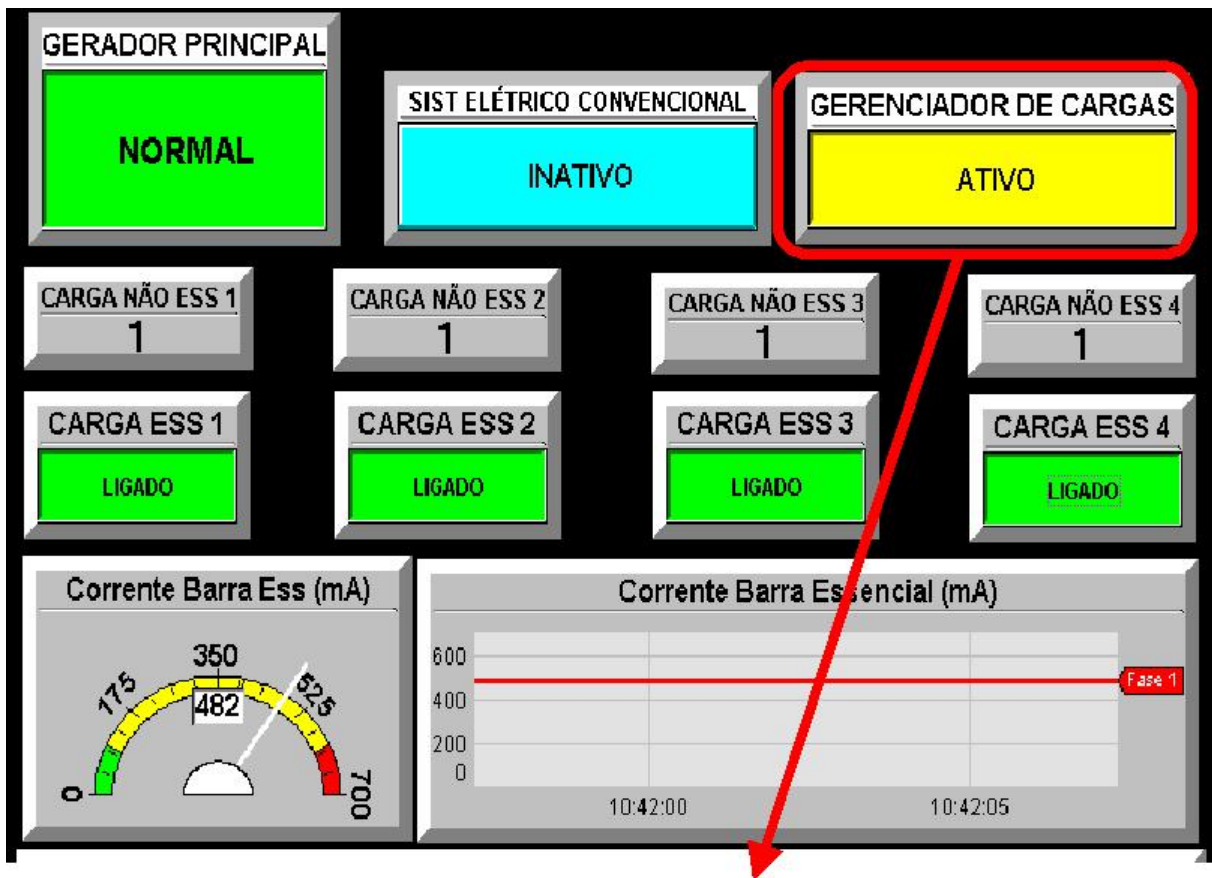 GERADOR PRINCIPAL
NORMAL
SIST ELÉTRICO CONVENCIONAL
INATIVO
GERENCIADOR DE CARGAS
ATIVO
CARGA NÃO ESS 1
1
CARGA NÃO ESS 2
1
CARGA NÃO ESS 3
1
CARGA NÃO ESS 4
1
CARGA ESS 1
LIGADO
CARGA ESS 2
LIGADO
CARGA ESS 3
LIGADO
CARGA ESS 4
LIGADO
Corrente Barra Ess (mA)
0
175
350
525
700
482
Corrente Barra Essencial (mA)
600
400
200
0
Fase 1
10:42:00
10:42:05